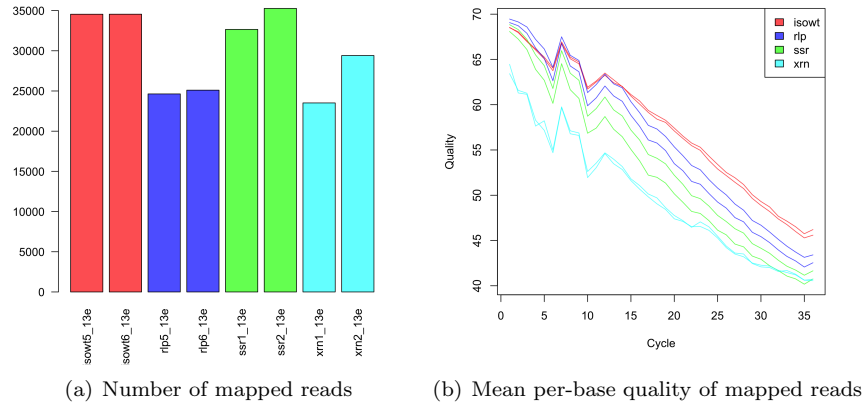 35000
30000
25000
20000
15000
10000
5000
0
isowt5_13e
isowt6_13e
rlp5_13e
rlp6_13e
ssr1_13e
ssr2_13e
xrn1_13e
xrn2_13e
(a) Number of mapped reads
70
65
60
55
50
45
40
Quality
0 5 10 15 20 25 30 35
Cycle
isowt
rlp
ssr
xrn
(b) Mean per-base quality of mapped reads